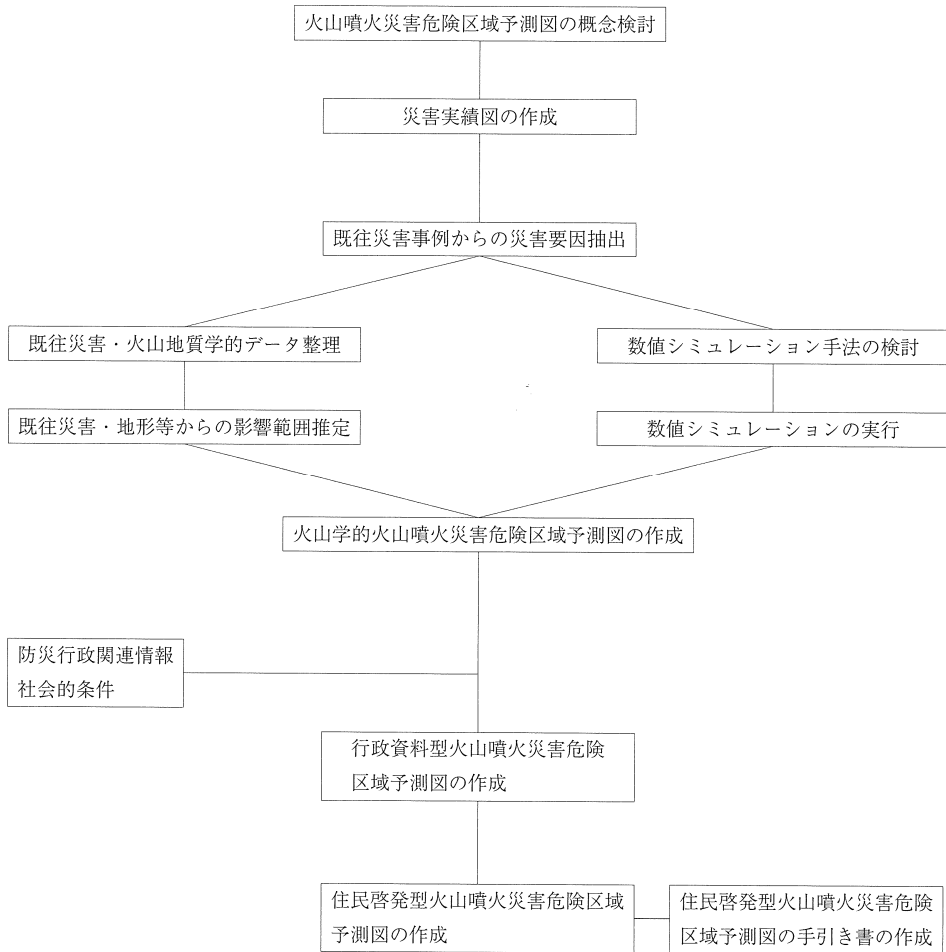 火山噴火災害危険区域予測図の概念検討
災害実績図の作成
既往災害事例からの災害要因抽出
既往災害・火山地質学的データ整理
数値シミュレーション手法の検討
既往災害・地形等からの影響範囲推定
数値シミュレーションの実行
火山学的火山噴火災害危険区域予測図の作成
防災行政関連情報
社会的条件
行政資料型火山噴火災害危険
区域予測図の作成
住民啓発型火山噴火災害危険区域
予測図の作成
住民啓発型火山噴火災害危険
区域予測図の手引き書の作成